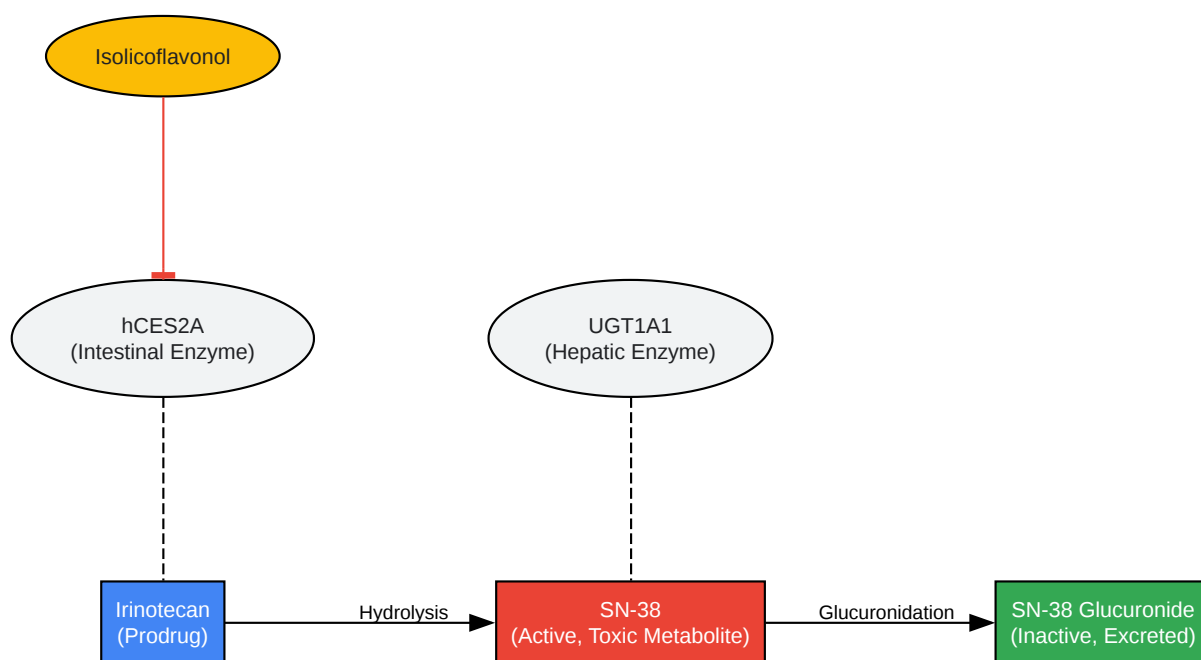 Isolicoflavonol
hCES2A
(Intestinal Enzyme)
UGT1A1
(Hepatic Enzyme)
Irinotecan
(Prodrug)
Hydrolysis
SN-38
(Active, Toxic Metabolite)
Glucuronidation
SN-38 Glucuronide
(Inactive, Excreted)